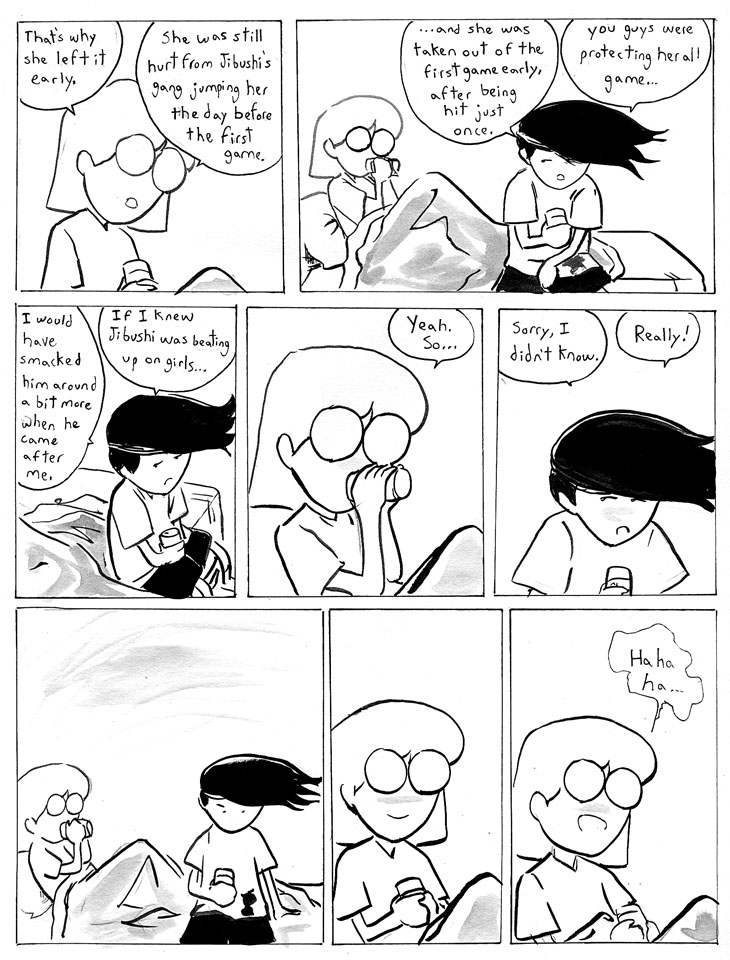 That's why
she left it
early.
She was still
hurt from Jibushi's
gang jumping her
the day before
the first
game.
...and she was
taken out of the
first game early,
after being
hit just
once.
you guys were
protecting her all
game...
I would
have
smacked
him around
a bit more
when he
came
after
me.
If I knew
Jibushi was beating
up on girls...
Yeah.
So...
Sorry, I
didn't know.
Really!
Ha ha
ha...